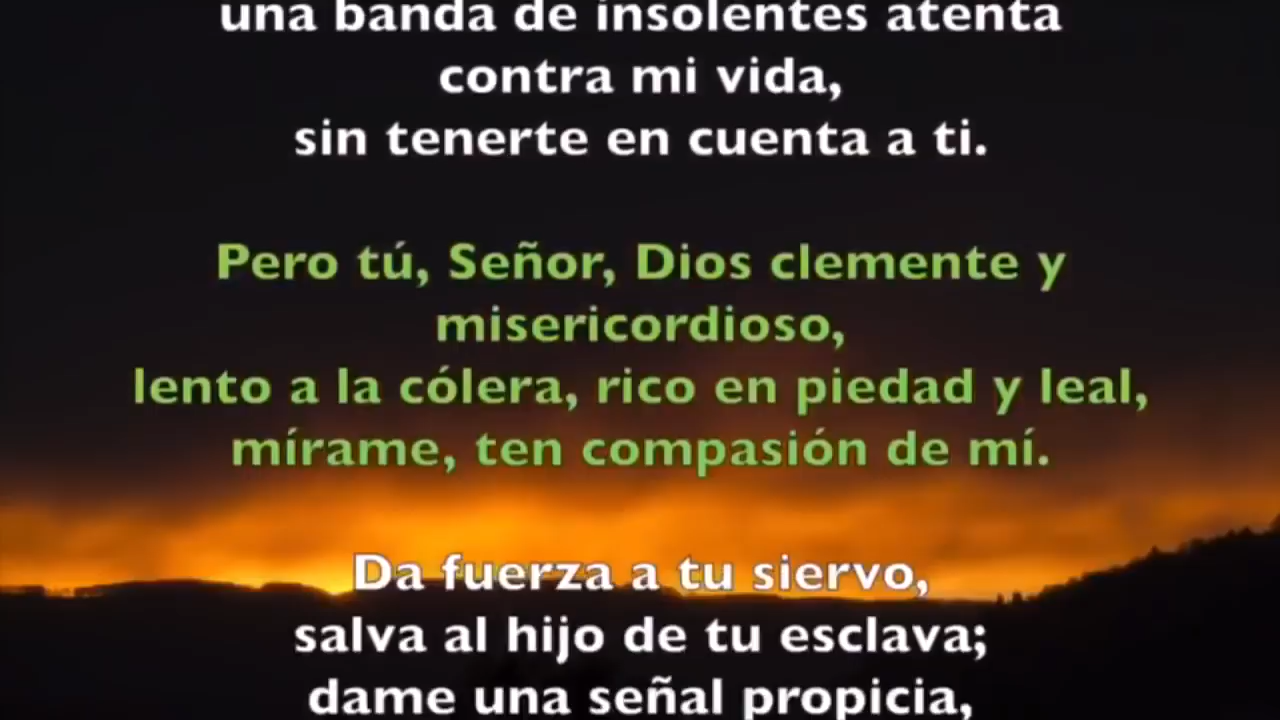 una banda de insolentes atenta
contra mi vida,
sin tenerte en cuenta a ti.
Pero tú, Señor, Dios clemente y
misericordioso,
lento a la cólera, rico en piedad y leal,
mírame, ten compasión de mí.
Da fuerza a tu siervo,
salva al hijo de tu esclava;
dame una señal propicia,